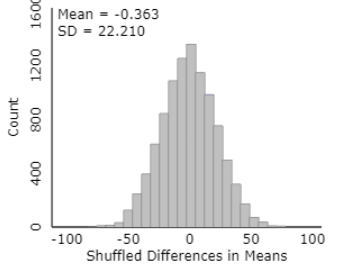 Mean = -0.363
SD = 22.210
Count
1600
1200
800
400
0
-100 -50 0 50 100
Shuffled Differences in Means